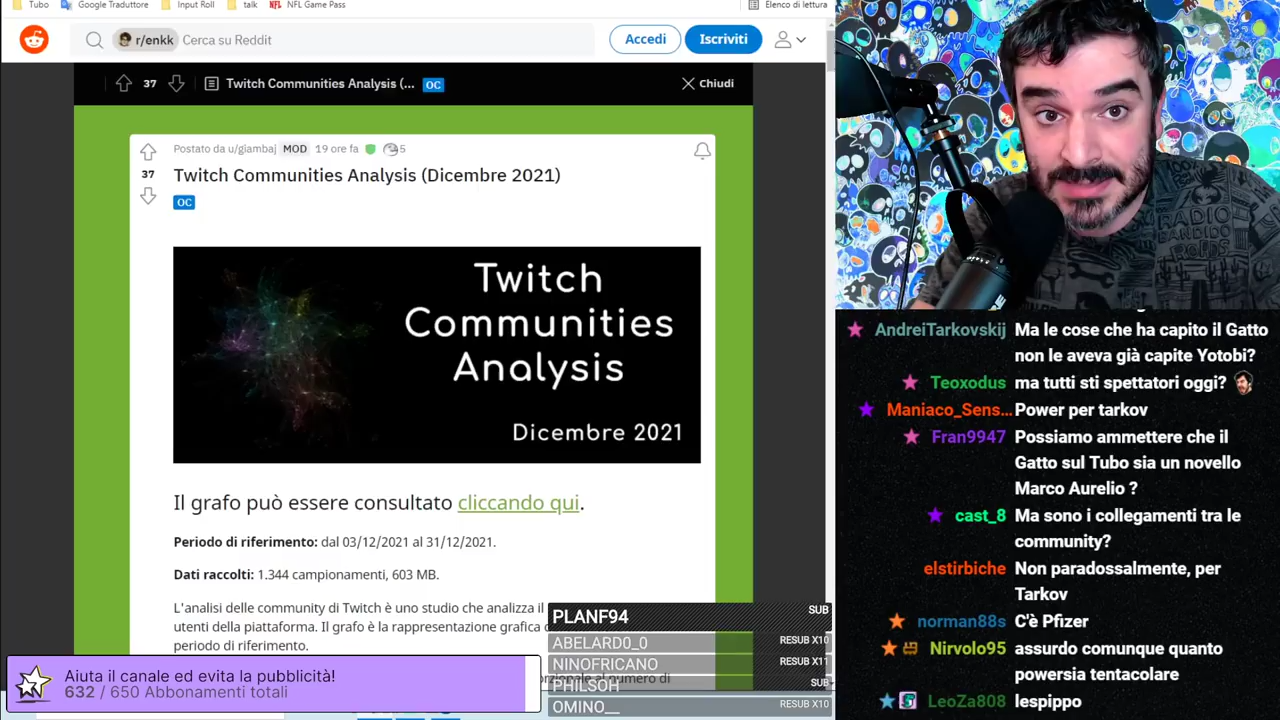 Tubo
Google Traduttore
Input Roll
talk
NFL Game Pass
Elenco di lettura
r/enkk
Cerca su Reddit
Accedi
Iscriviti
37
Twitch Communities Analysis (...
OC
Chiudi
Postato da u/giambaj MOD 19 ore fa 5
37
Twitch Communities Analysis (Dicembre 2021)
OC
Twitch
Communities
Analysis
Dicembre 2021
Il grafo può essere consultato cliccando qui.
Periodo di riferimento: dal 03/12/2021 al 31/12/2021.
Dati raccolti: 1.344 campionamenti, 603 MB.
L'analisi delle community di Twitch è uno studio che analizza il
utenti della piattaforma. Il grafo è la rappresentazione grafica
periodo di riferimento.
al numero di
Aiuta il canale ed evita la pubblicità!
632 / 650 Abbonamenti totali
PLANF94 SUB
ABELARD0_0 RESUB X10
NINOFRICANO RESUB X11
PHILSOH SUB
OMINO__ RESUB X10
RADIO
BANDIDO
AndreiTarkovskij Ma le cose che ha capito il Gatto
non le aveva già capite Yotobi?
Teoxodus ma tutti sti spettatori oggi?
Maniaco_Sens... Power per tarkov
Fran9947 Possiamo ammettere che il
Gatto sul Tubo sia un novello
Marco Aurelio ?
cast_8 Ma sono i collegamenti tra le
community?
elstirbiche Non paradossalmente, per
Tarkov
norman88s C'è Pfizer
Nirvolo95 assurdo comunque quanto
powersia tentacolare
LeoZa808 lespippo